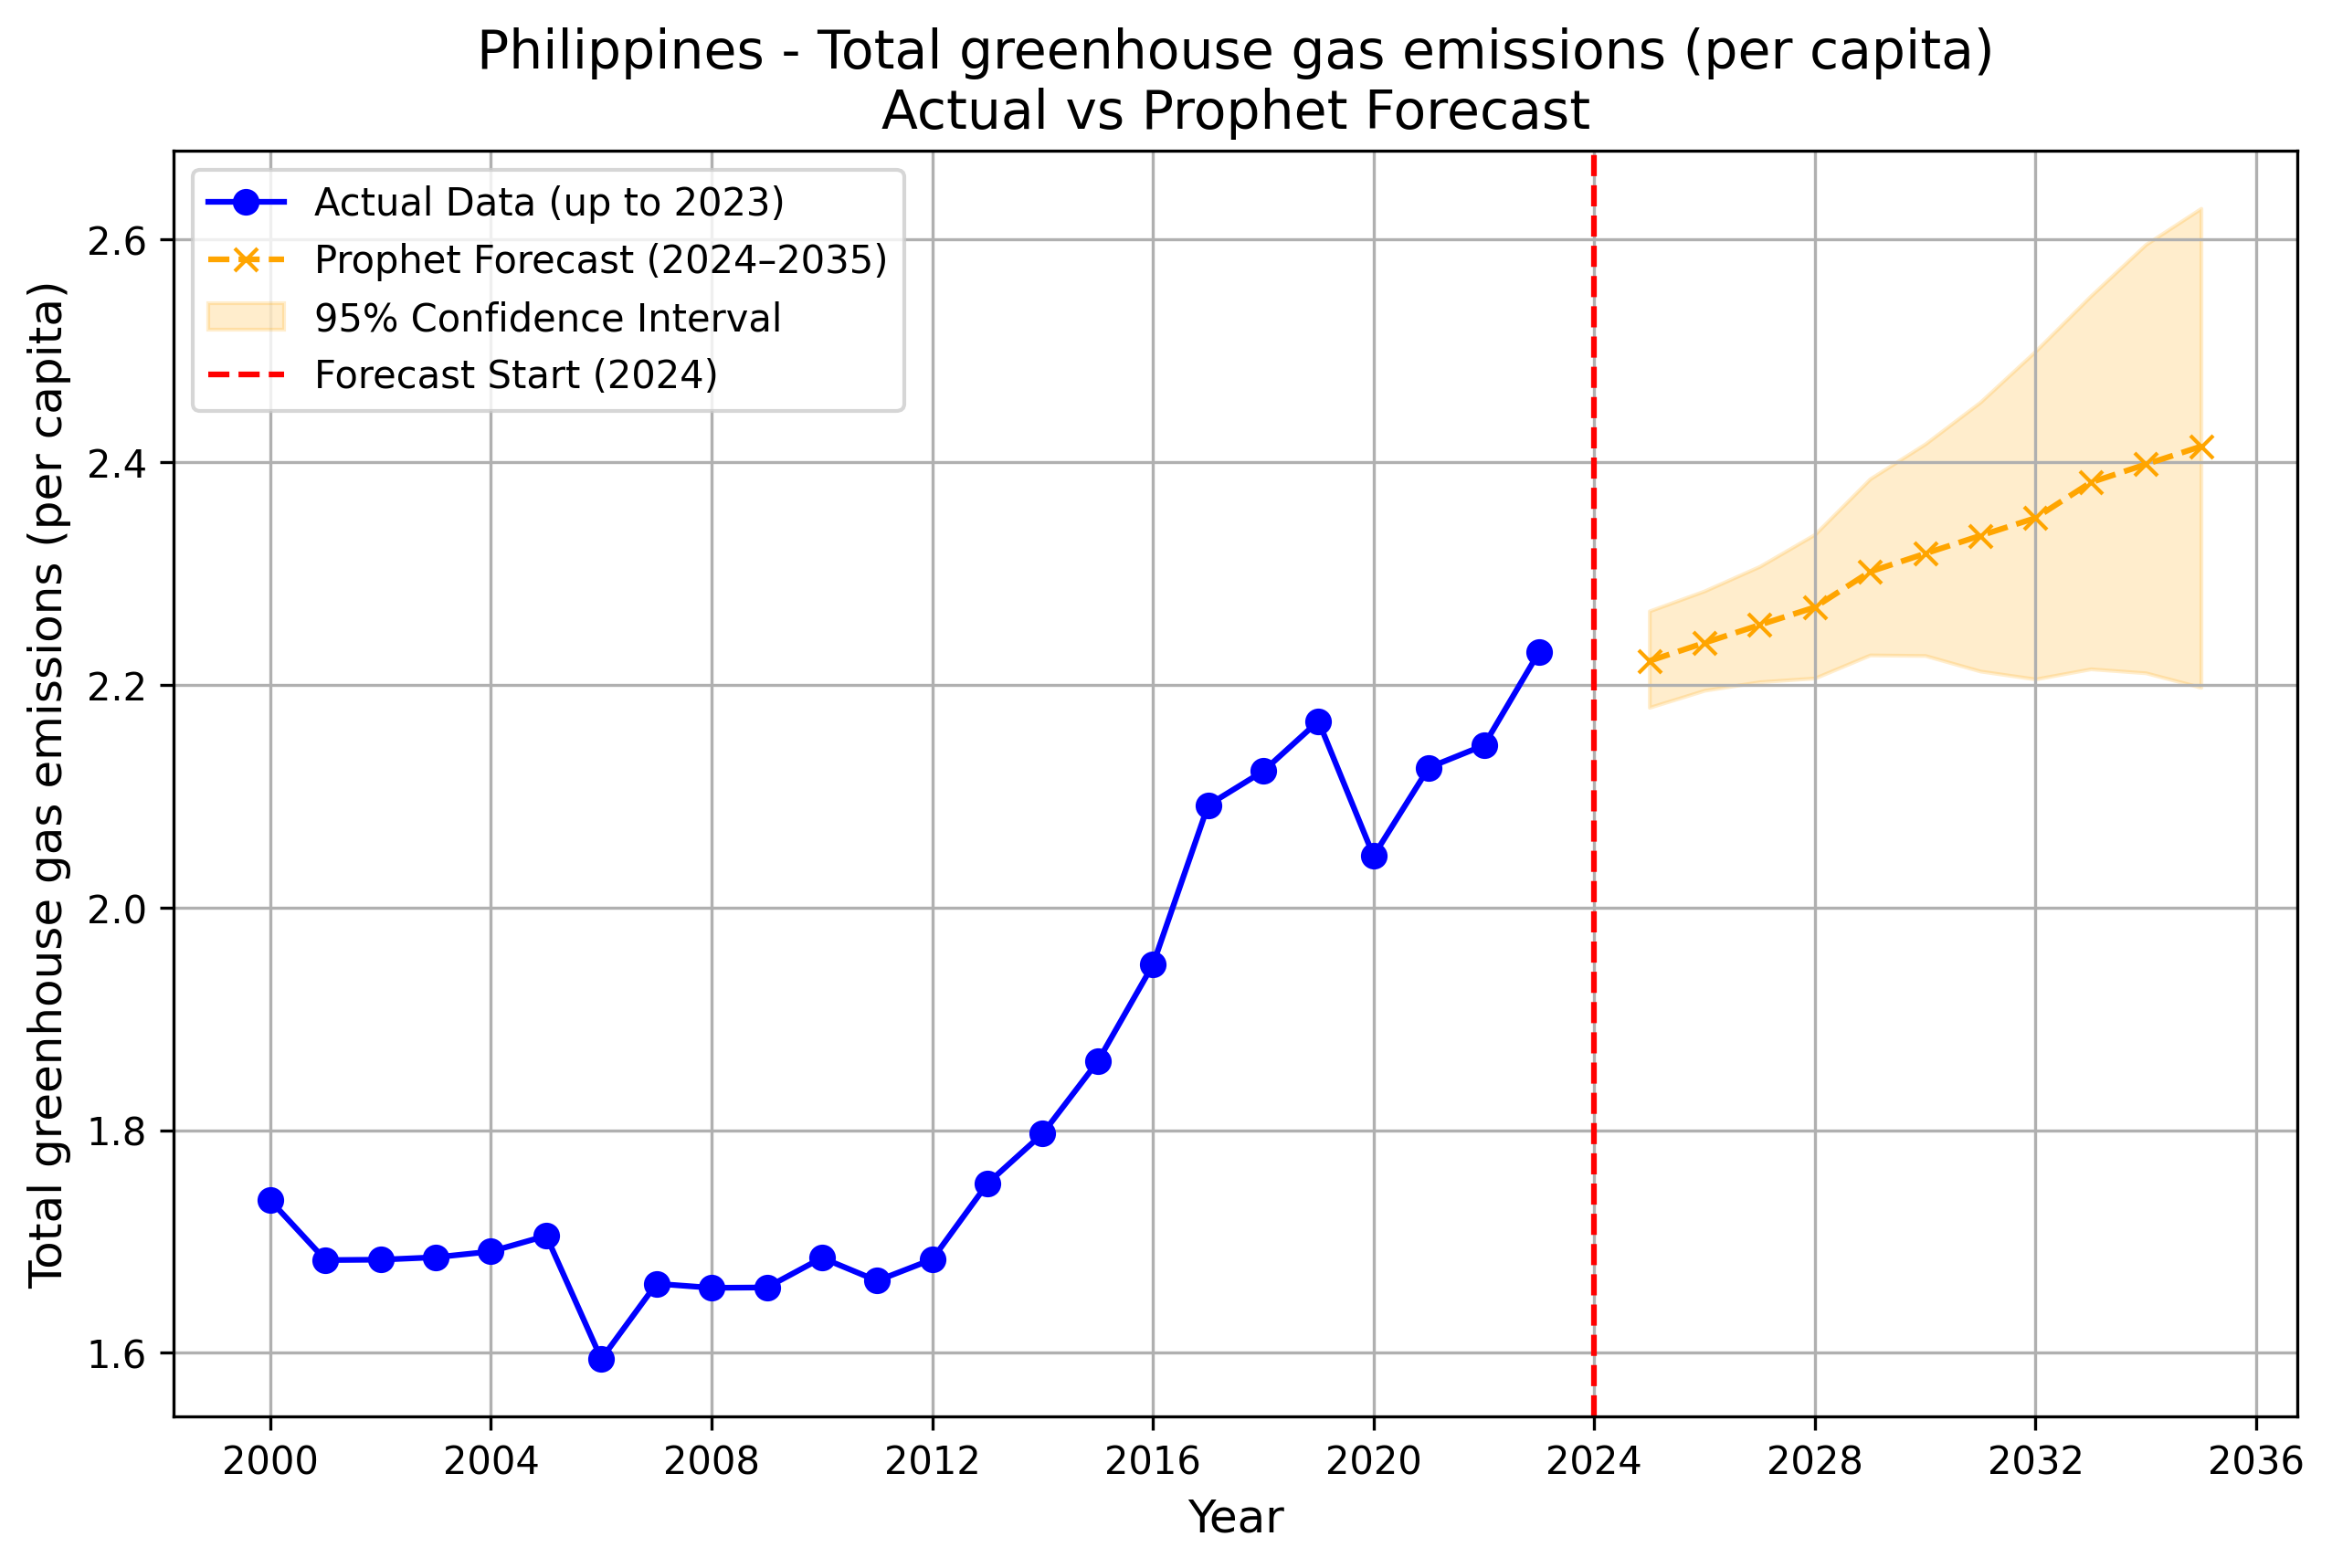 Philippines - Total greenhouse gas emissions (per capita)
Actual vs Prophet Forecast
Total greenhouse gas emissions (per capita)
2.6
2.4
2.2
2.0
1.8
1.6
Actual Data (up to 2023)
Prophet Forecast (2024–2035)
95% Confidence Interval
Forecast Start (2024)
2000 2004 2008 2012 2016 2020 2024 2028 2032 2036
Year